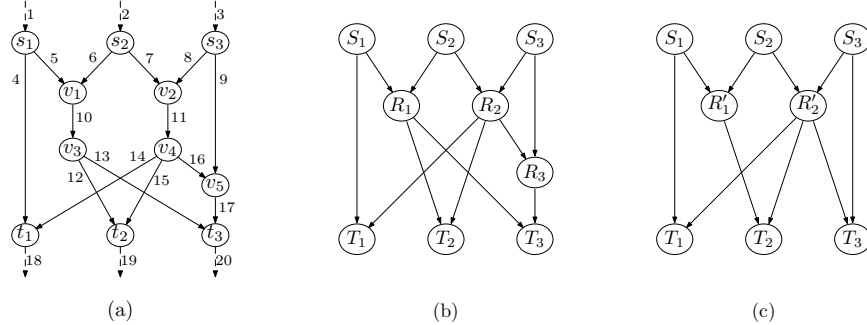 1 2 3
s1 s2 s3 S1 S2 S3 S1 S2 S3
5 6 7 8
4 9
v1 v2 R1 R2 R′1 R′2
10 11
v3 13 14 v4 16
12 15 v5 R3
17
t1 t2 t3 T1 T2 T3 T1 T2 T3
18 19 20
(a) (b) (c)